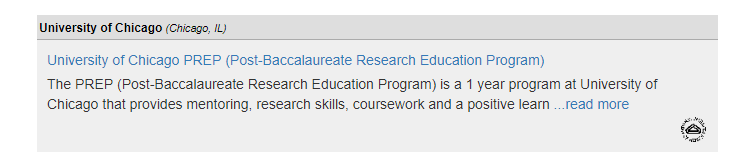 University of Chicago (Chicago, IL)
University of Chicago PREP (Post-Baccalaureate Research Education Program)
The PREP (Post-Baccalaureate Research Education Program) is a 1 year program at University of
Chicago that provides mentoring, research skills, coursework and a positive learn ...read more